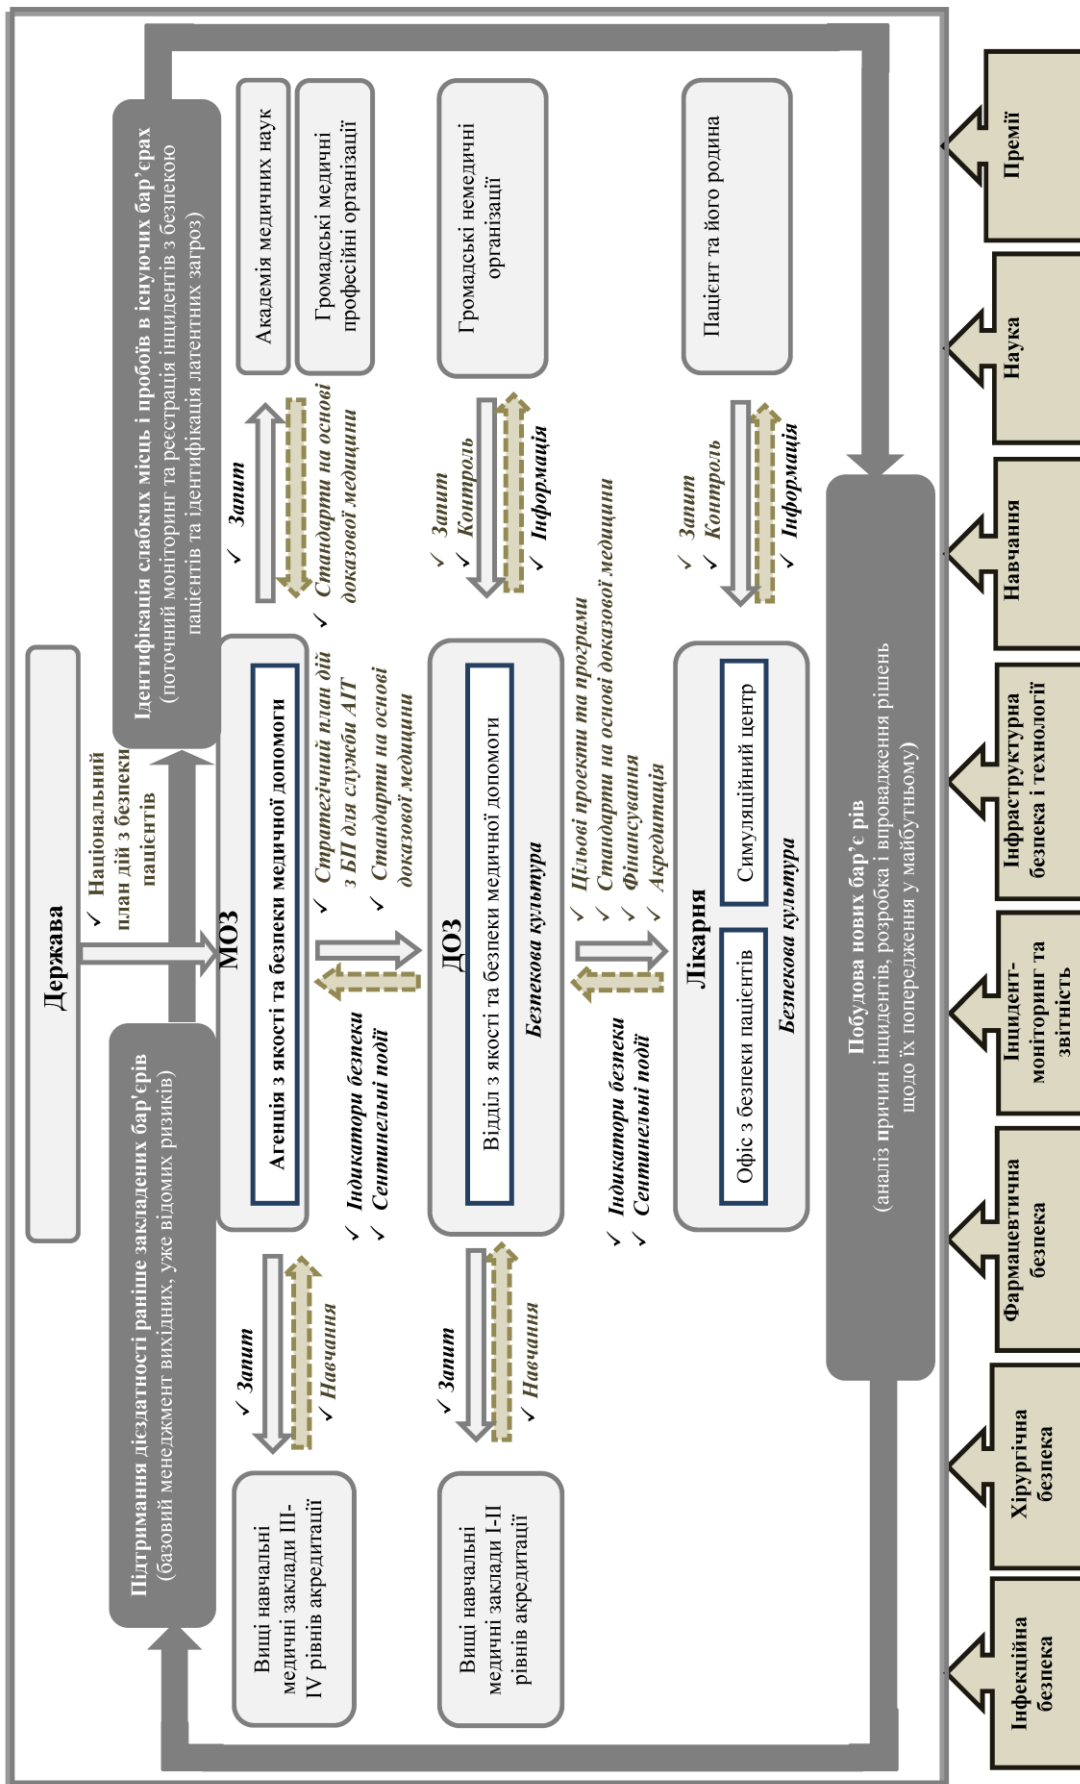 Держава
✓ Національний
план дій з безпеки
пацієнтів
Підтримання дієздатності раніше закладених бар'єрів
(базовий менеджмент вихідних, уже відомих ризиків)
Ідентифікація слабких місць і пробоїв в існуючих бар’єрах
(поточний моніторинг та реєстрація інцидентів з безпекою
пацієнтів та ідентифікація латентних загроз)
МОЗ
Агенція з якості та безпеки медичної допомоги
Вищі навчальні
медичні заклади III-
IV рівнів акредитації
✓ Запит
✓ Навчання
✓ Запит
✓ Стандарти на основі
доказової медицини
Академія медичних наук
Громадські медичні
професійні організації
✓ Індикатори безпеки
✓ Сентинельні події
✓ Стратегічний план дій
з БП для служби АІТ
✓ Стандарти на основі
доказової медицини
ДОЗ
Відділ з якості та безпеки медичної допомоги
Безпекова культура
Вищі навчальні
медичні заклади I-II
рівнів акредитації
✓ Запит
✓ Навчання
✓ Запит
✓ Контроль
✓ Інформація
Громадські немедичні
організації
✓ Індикатори безпеки
✓ Сентинельні події
✓ Цільові проекти та програми
✓ Стандарти на основі доказової медицини
✓ Фінансування
✓ Акредитація
Лікарня
Офіс з безпеки пацієнтів
Симуляційний центр
Безпекова культура
✓ Запит
✓ Контроль
✓ Інформація
Пацієнт та його родина
Побудова нових бар’є рів
(аналіз причин інцидентів, розробка і впровадження рішень
щодо їх попередження у майбутньому)
Інфекційна
безпека
Хірургічна
безпека
Фармацевтична
безпека
Інцидент-
моніторинг та
звітність
Інфраструктурна
безпека і технології
Навчання
Наука
Премії